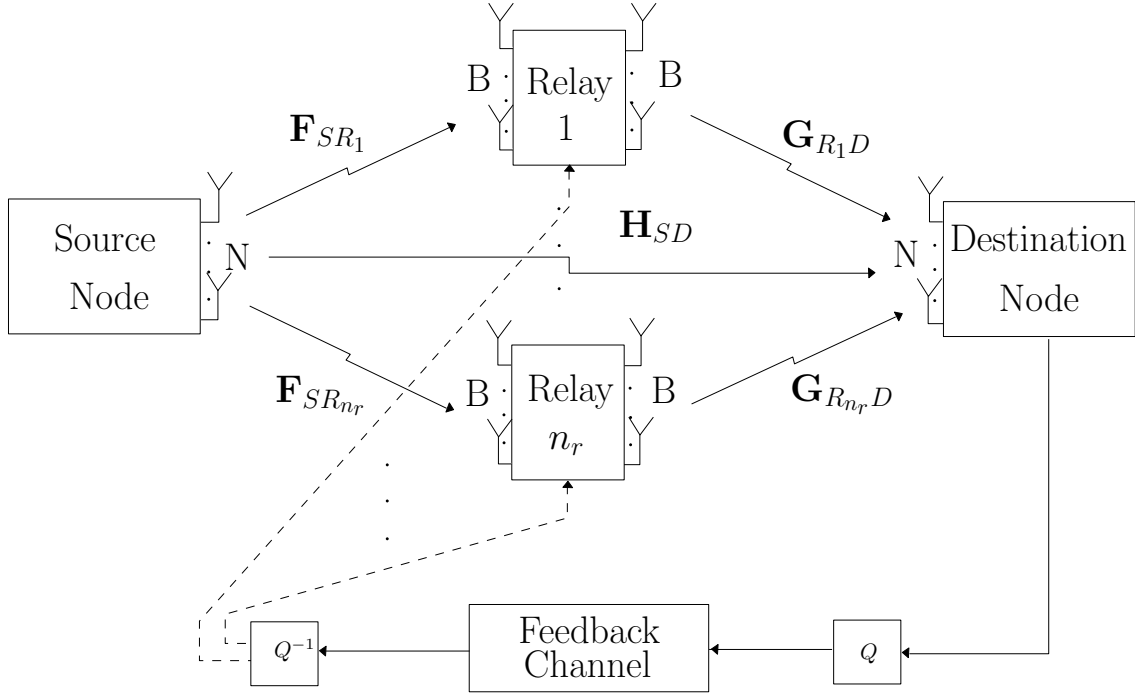 B
Relay
1
B
F_{SR_1}
G_{R_1D}
Source
Node
N
H_{SD}
N
Destination
Node
F_{SR_{n_r}}
B
Relay
n_r
B
G_{R_{n_r}D}
Q^{-1}
Feedback
Channel
Q